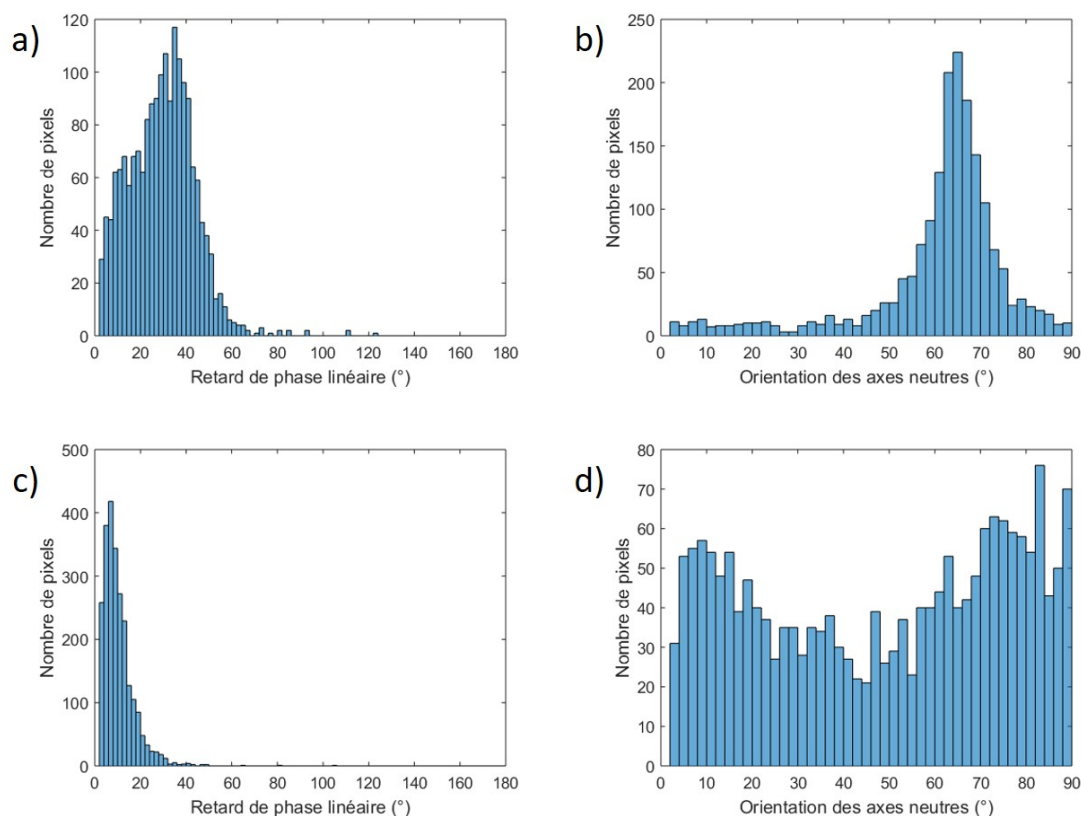 a)
120
100
80
60
40
20
0
Nombre de pixels
0 20 40 60 80 100 120 140 160 180
Retard de phase linéaire (°)
b)
250
200
150
100
50
0
Nombre de pixels
0 10 20 30 40 50 60 70 80 90
Orientation des axes neutres (°)
c)
500
400
300
200
100
0
Nombre de pixels
0 20 40 60 80 100 120 140 160 180
Retard de phase linéaire (°)
d)
80
70
60
50
40
30
20
10
0
Nombre de pixels
0 10 20 30 40 50 60 70 80 90
Orientation des axes neutres (°)